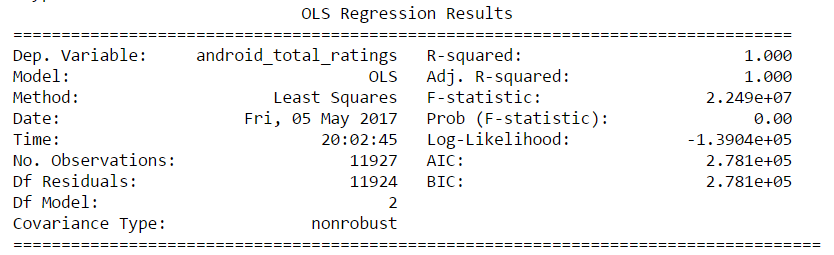 OLS Regression Results
==============================================================================
Dep. Variable:     android_total_ratings   R-squared:                       1.000
Model:                               OLS   Adj. R-squared:                  1.000
Method:                    Least Squares   F-statistic:                 2.249e+07
Date:                   Fri, 05 May 2017   Prob (F-statistic):               0.00
Time:                           20:02:45   Log-Likelihood:            -1.3904e+05
No. Observations:                  11927   AIC:                         2.781e+05
Df Residuals:                      11924   BIC:                         2.781e+05
Df Model:                              2
Covariance Type:               nonrobust
=================================================================================